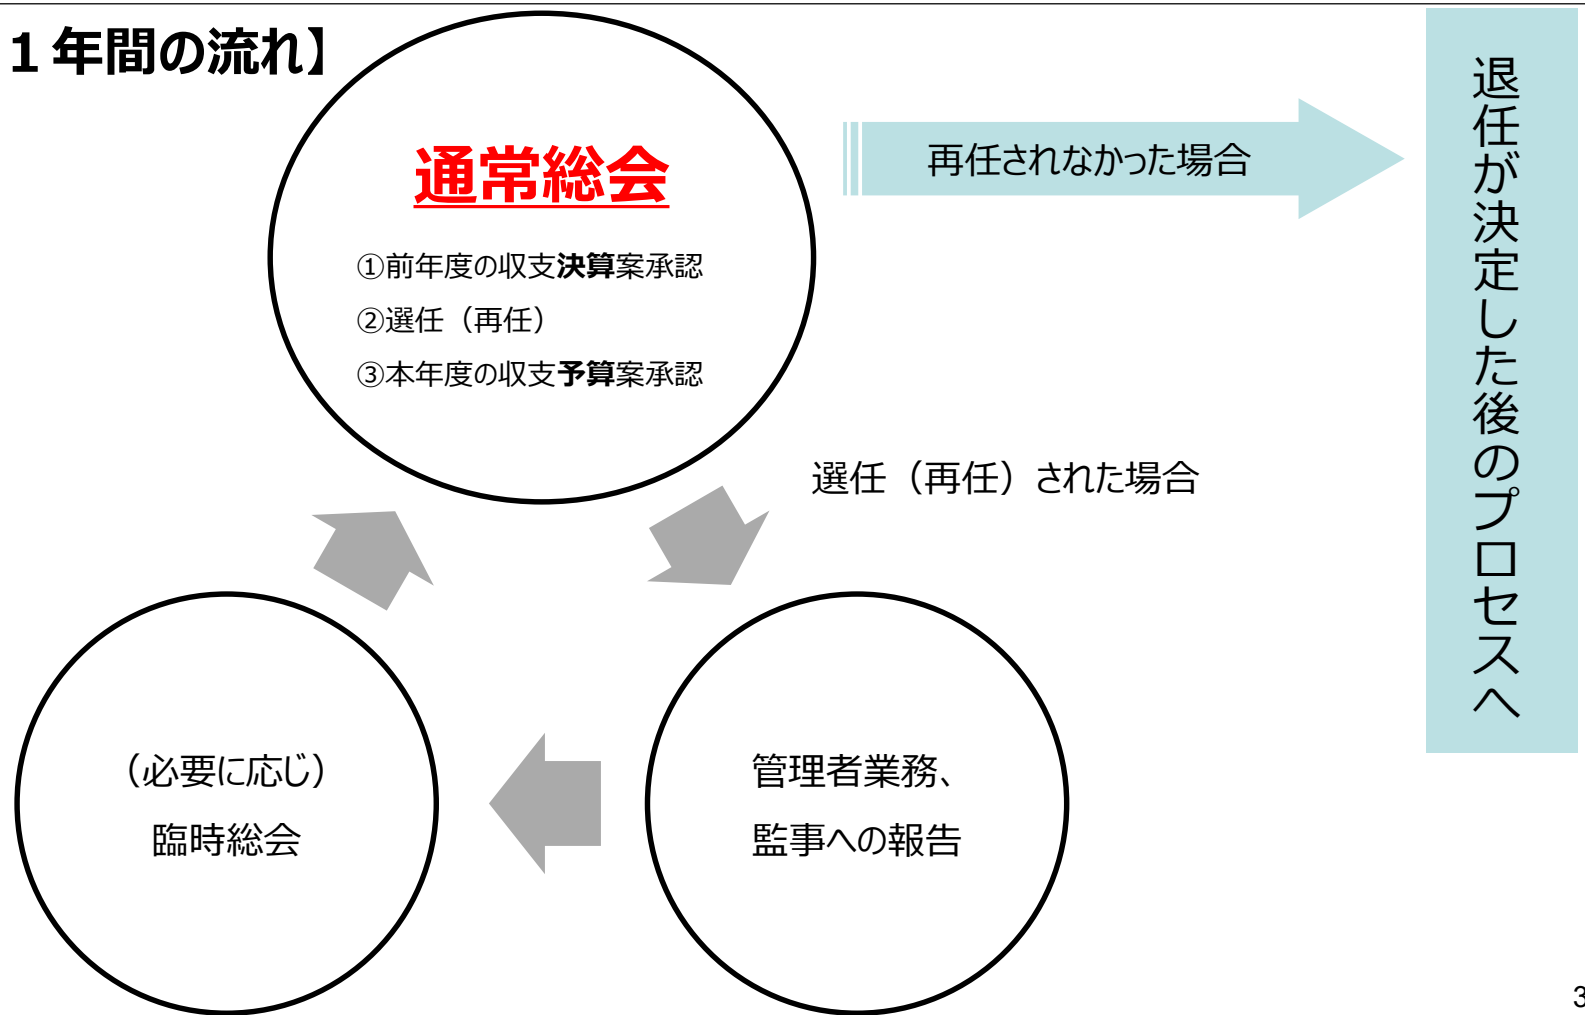 １年間の流れ】
通常総会
①前年度の収支決算案承認
②選任（再任）
③本年度の収支予算案承認
再任されなかった場合
退任が決定した後のプロセスへ
選任（再任）された場合
（必要に応じ）
臨時総会
管理者業務、
監事への報告
3